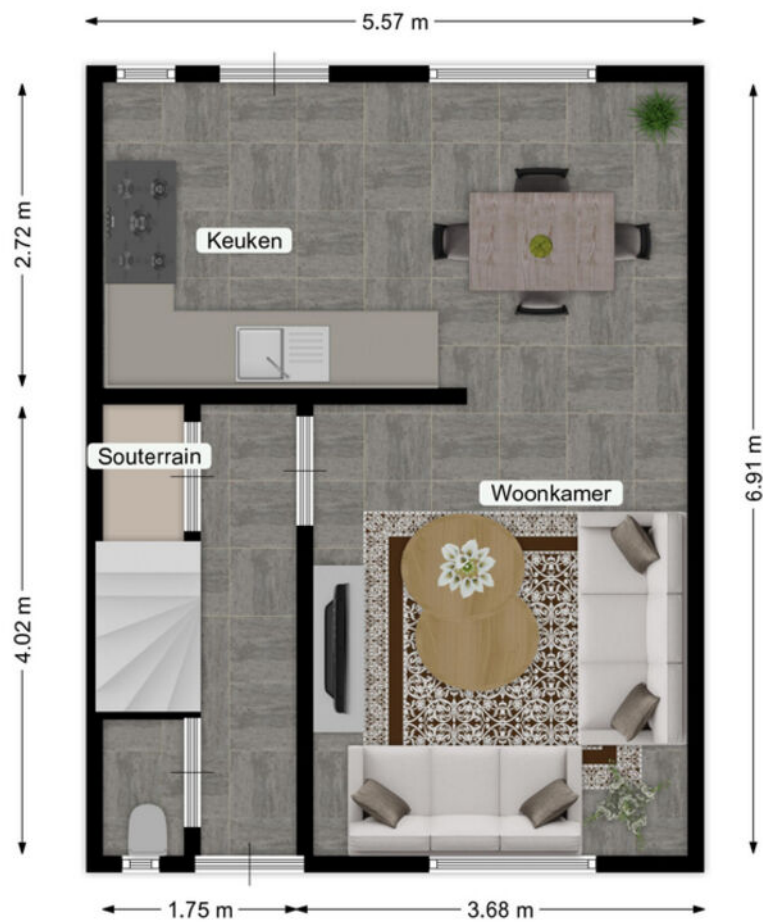 5.57 m
2.72 m
Keuken
6.91 m
Souterrain
Woonkamer
4.02 m
1.75 m
3.68 m